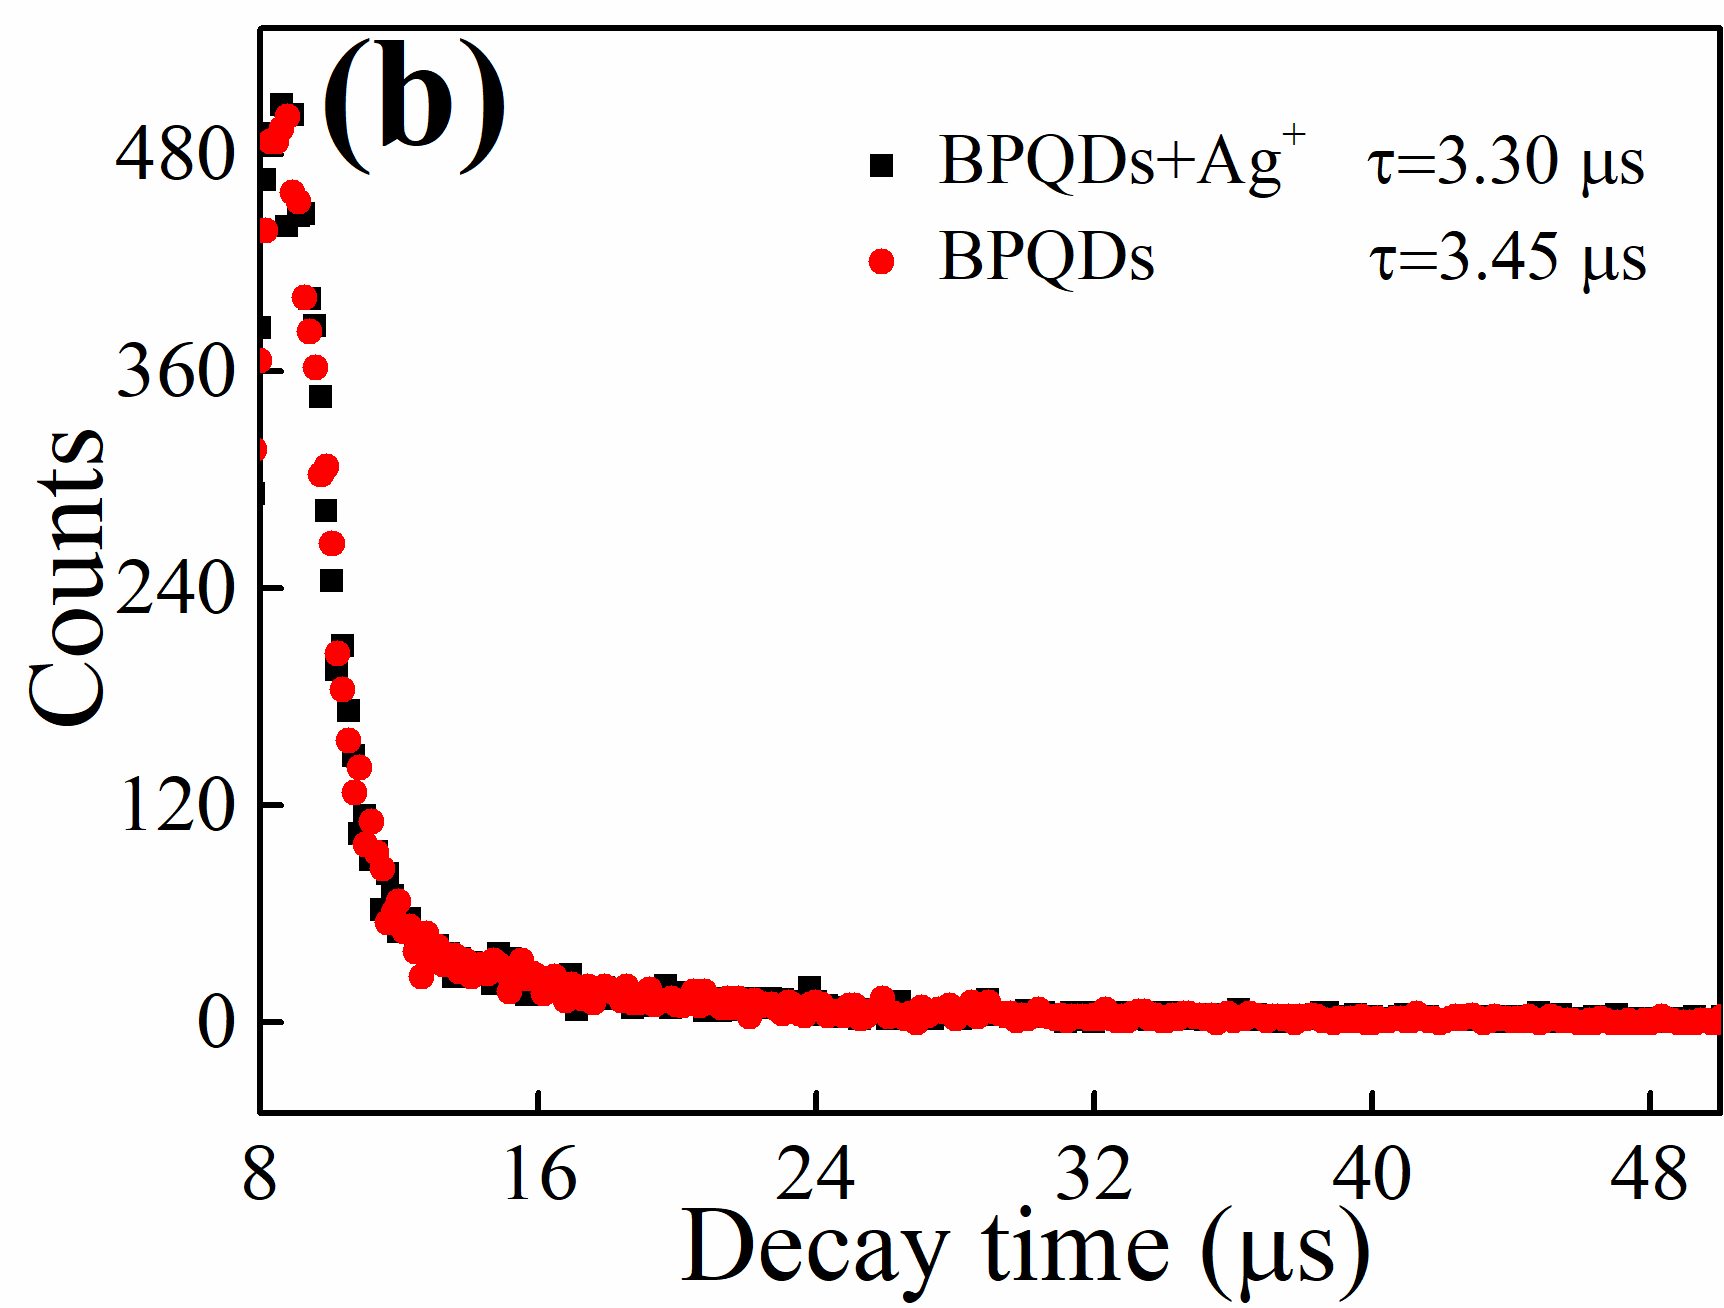 (b)
BPQDs+Ag⁺ τ=3.30 μs
BPQDs τ=3.45 μs
480
360
240
120
0
Counts
8 16 24 32 40 48
Decay time (μs)